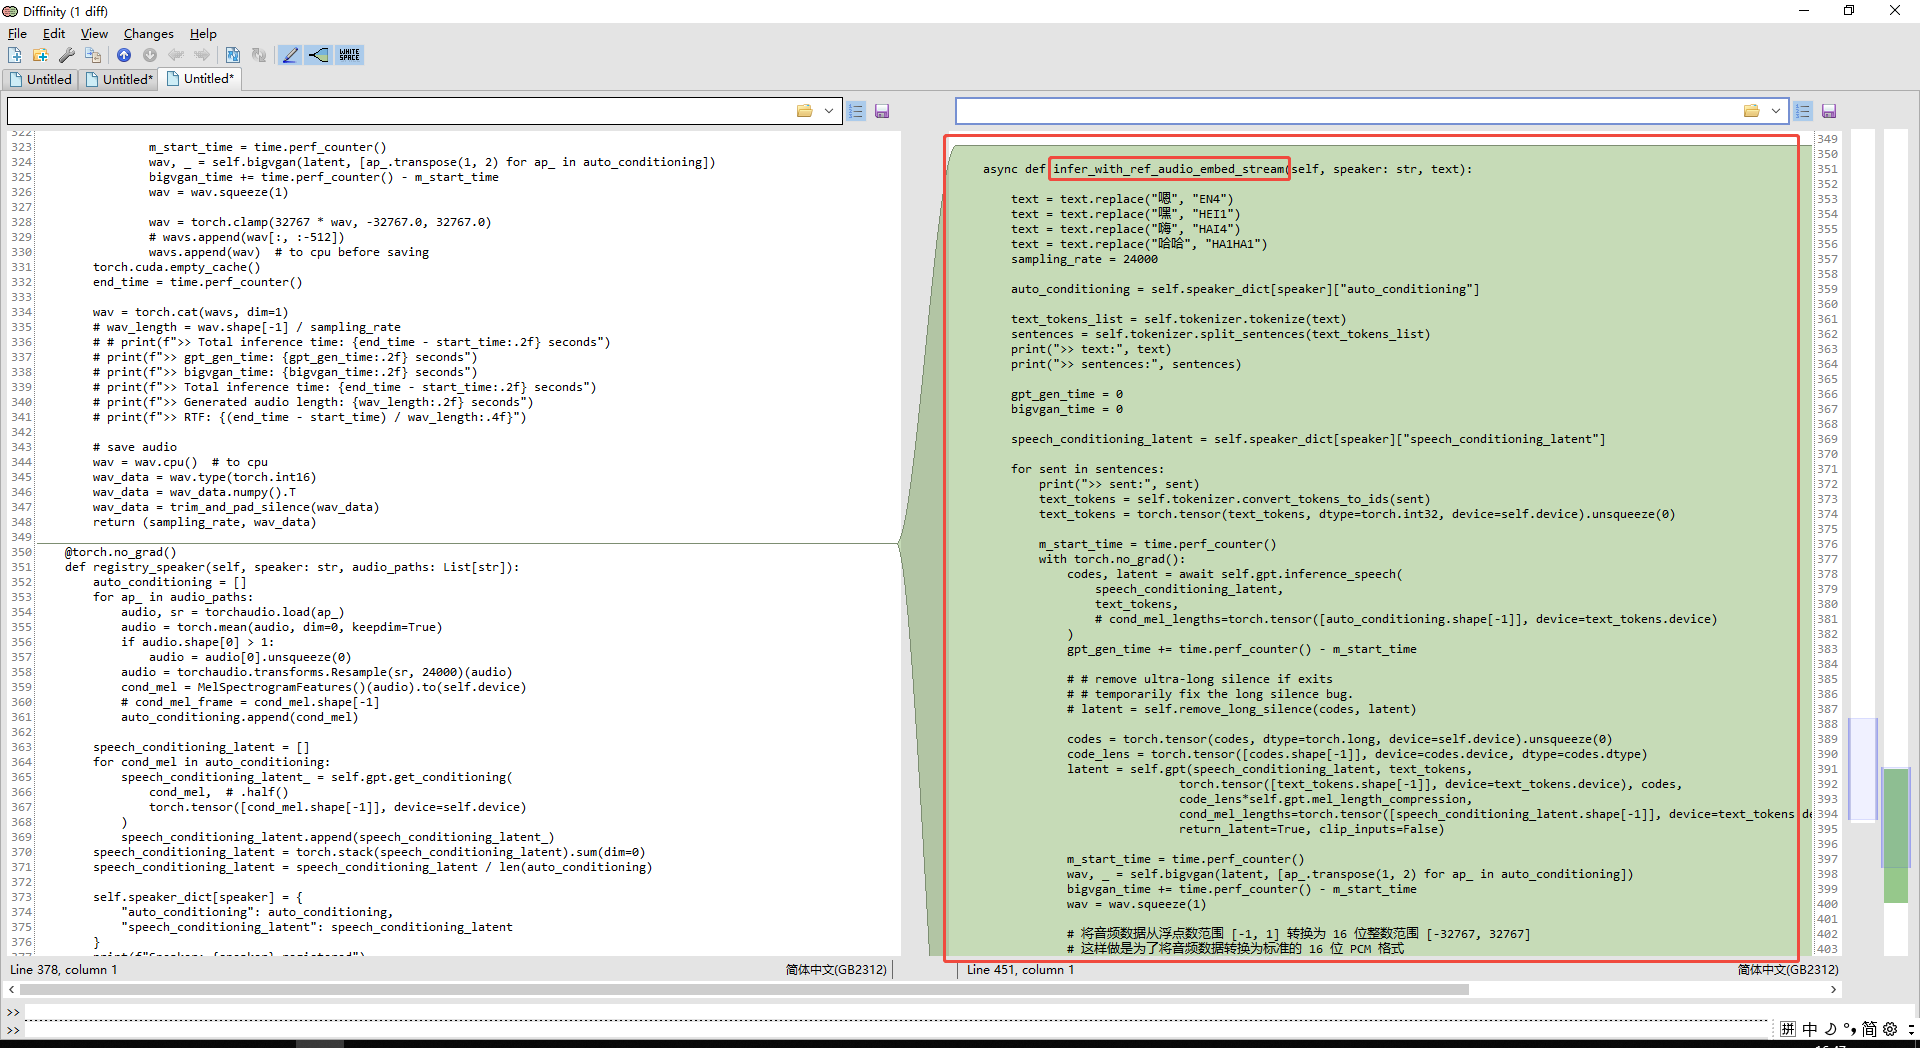 Diffinity (1 diff)
File Edit View Changes Help
WHITE SPACE
Untitled Untitled* Untitled*
322
323 m_start_time = time.perf_counter()
324 wav, _ = self.bigvgan(latent, [ap_.transpose(1, 2) for ap_ in auto_conditioning])
325 bigvgan_time += time.perf_counter() - m_start_time
326 wav = wav.squeeze(1)
327
328 wav = torch.clamp(32767 * wav, -32767.0, 32767.0)
329 # wavs.append(wav[:, :-512])
330 wavs.append(wav)  # to cpu before saving
331 torch.cuda.empty_cache()
332 end_time = time.perf_counter()
333
334 wav = torch.cat(wavs, dim=1)
335 # wav_length = wav.shape[-1] / sampling_rate
336 # # print(f">> Total inference time: {end_time - start_time:.2f} seconds")
337 # print(f">> gpt_gen_time: {gpt_gen_time:.2f} seconds")
338 # print(f">> bigvgan_time: {bigvgan_time:.2f} seconds")
339 # print(f">> Total inference time: {end_time - start_time:.2f} seconds")
340 # print(f">> Generated audio length: {wav_length:.2f} seconds")
341 # print(f">> RTF: {(end_time - start_time) / wav_length:.4f}")
342
343 # save audio
344 wav = wav.cpu()  # to cpu
345 wav_data = wav.type(torch.int16)
346 wav_data = wav_data.numpy().T
347 wav_data = trim_and_pad_silence(wav_data)
348 return (sampling_rate, wav_data)
349
350 @torch.no_grad()
351 def registry_speaker(self, speaker: str, audio_paths: List[str]):
352 auto_conditioning = []
353 for ap_ in audio_paths:
354 audio, sr = torchaudio.load(ap_)
355 audio = torch.mean(audio, dim=0, keepdim=True)
356 if audio.shape[0] > 1:
357 audio = audio[0].unsqueeze(0)
358 audio = torchaudio.transforms.Resample(sr, 24000)(audio)
359 cond_mel = MelSpectrogramFeatures()(audio).to(self.device)
360 # cond_mel_frame = cond_mel.shape[-1]
361 auto_conditioning.append(cond_mel)
362
363 speech_conditioning_latent = []
364 for cond_mel in auto_conditioning:
365 speech_conditioning_latent_ = self.gpt.get_conditioning(
366 cond_mel,  # .half()
367 torch.tensor([cond_mel.shape[-1]], device=self.device)
368 )
369 speech_conditioning_latent.append(speech_conditioning_latent_)
370 speech_conditioning_latent = torch.stack(speech_conditioning_latent).sum(dim=0)
371 speech_conditioning_latent = speech_conditioning_latent / len(auto_conditioning)
372
373 self.speaker_dict[speaker] = {
374 "auto_conditioning": auto_conditioning,
375 "speech_conditioning_latent": speech_conditioning_latent
376 }
377 print(f"Speaker: {speaker} registered")
Line 378, column 1
简体中文(GB2312)
349
350
async def infer_with_ref_audio_embed_stream(self, speaker: str, text): 351
352
text = text.replace("嗯", "EN4") 353
text = text.replace("嘿", "HEI1") 354
text = text.replace("嗨", "HAI4") 355
text = text.replace("哈哈", "HA1HA1") 356
sampling_rate = 24000 357
358
auto_conditioning = self.speaker_dict[speaker]["auto_conditioning"] 359
360
text_tokens_list = self.tokenizer.tokenize(text) 361
sentences = self.tokenizer.split_sentences(text_tokens_list) 362
print(">> text:", text) 363
print(">> sentences:", sentences) 364
365
gpt_gen_time = 0 366
bigvgan_time = 0 367
368
speech_conditioning_latent = self.speaker_dict[speaker]["speech_conditioning_latent"] 369
370
for sent in sentences: 371
print(">> sent:", sent) 372
text_tokens = self.tokenizer.convert_tokens_to_ids(sent) 373
text_tokens = torch.tensor(text_tokens, dtype=torch.int32, device=self.device).unsqueeze(0) 374
375
m_start_time = time.perf_counter() 376
with torch.no_grad(): 377
codes, latent = await self.gpt.inference_speech( 378
speech_conditioning_latent, 379
text_tokens, 380
# cond_mel_lengths=torch.tensor([auto_conditioning.shape[-1]], device=text_tokens.device) 381
) 382
gpt_gen_time += time.perf_counter() - m_start_time 383
384
# # remove ultra-long silence if exits 385
# # temporarily fix the long silence bug. 386
# latent = self.remove_long_silence(codes, latent) 387
388
codes = torch.tensor(codes, dtype=torch.long, device=self.device).unsqueeze(0) 389
code_lens = torch.tensor([codes.shape[-1]], device=codes.device, dtype=codes.dtype) 390
latent = self.gpt(speech_conditioning_latent, text_tokens, 391
torch.tensor([text_tokens.shape[-1]], device=text_tokens.device), codes, 392
code_lens*self.gpt.mel_length_compression, 393
cond_mel_lengths=torch.tensor([speech_conditioning_latent.shape[-1]], device=text_tokens.de 394
return_latent=True, clip_inputs=False) 395
396
m_start_time = time.perf_counter() 397
wav, _ = self.bigvgan(latent, [ap_.transpose(1, 2) for ap_ in auto_conditioning]) 398
bigvgan_time += time.perf_counter() - m_start_time 399
wav = wav.squeeze(1) 400
401
# 将音频数据从浮点数范围 [-1, 1] 转换为 16 位整数范围 [-32767, 32767] 402
# 这样做是为了将音频数据转换为标准的 16 位 PCM 格式 403
Line 451, column 1
简体中文(GB2312)
>>
>>
拼 中 简